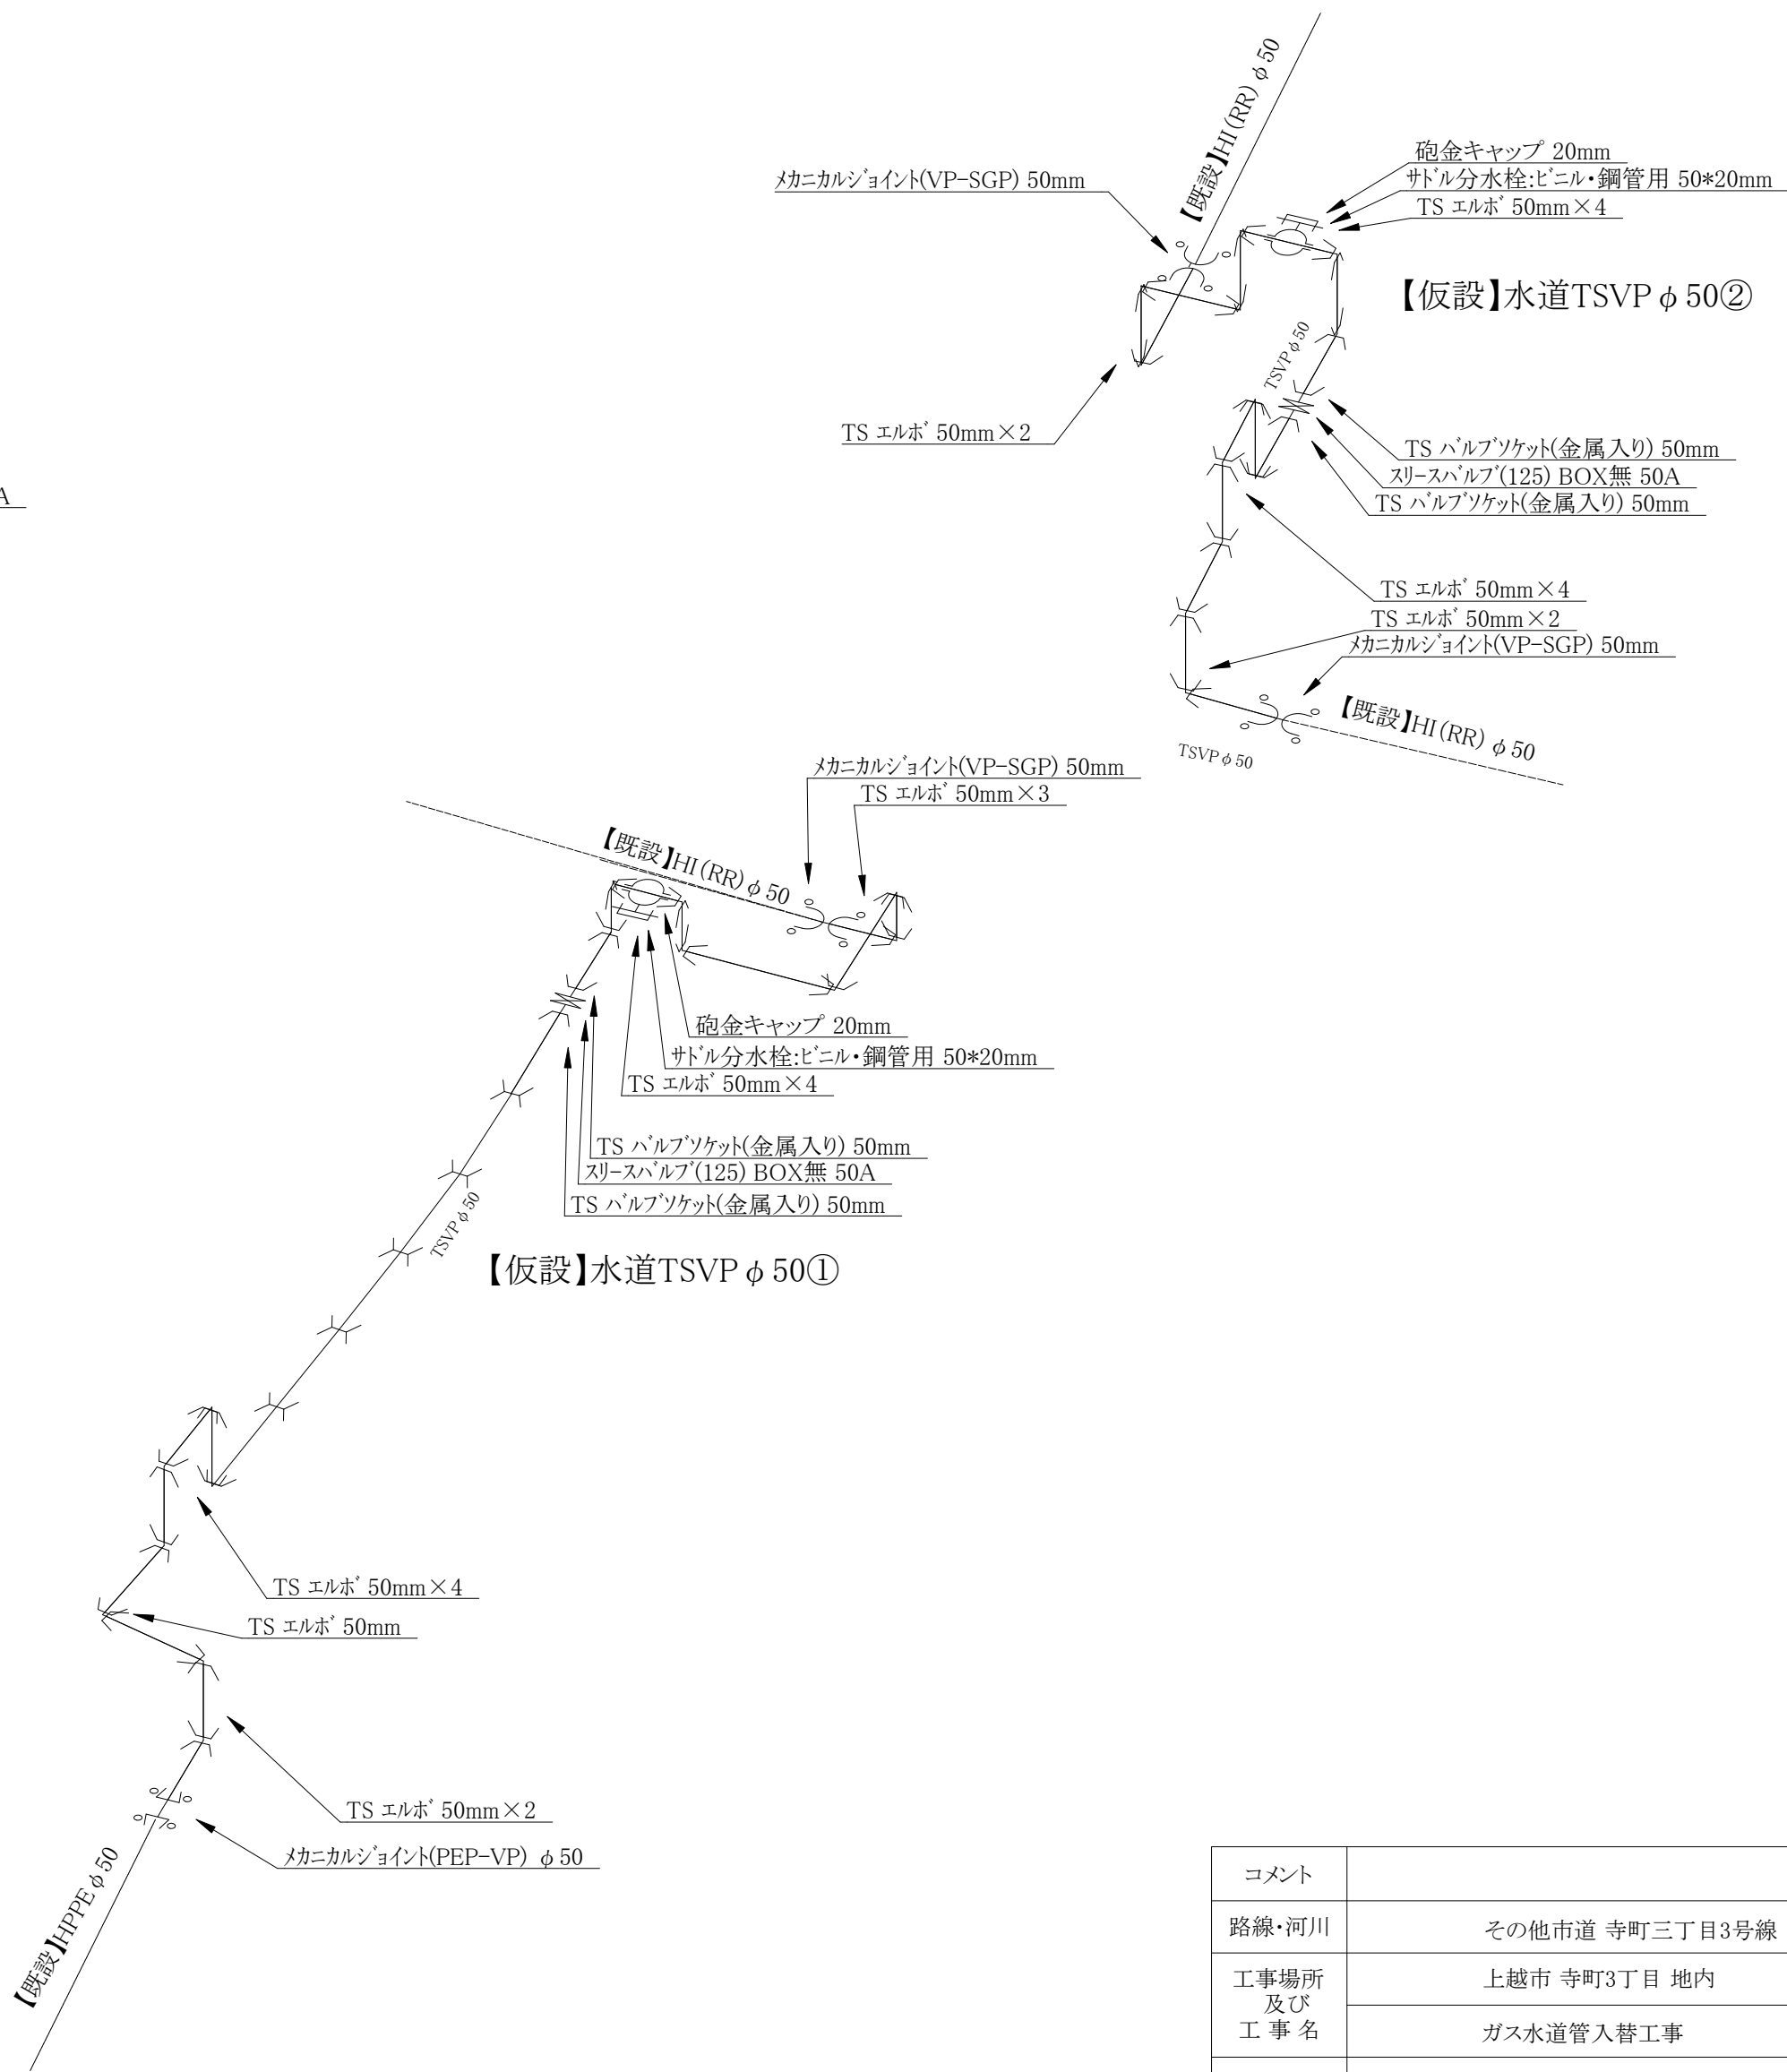 【既設】HI(RR)φ50
メカニカルジョイント(VP-SGP) 50mm
砲金キャップ 20mm
サドル分水栓:ビニル・鋼管用 50*20mm
TS エルボ 50mm×4
【仮設】水道TSVPφ50②
TSVPφ50
TS エルボ 50mm×2
TS バルブソケット(金属入り) 50mm
スリースバルブ(125) BOX無 50A
TS バルブソケット(金属入り) 50mm
A
TS エルボ 50mm×4
TS エルボ 50mm×2
メカニカルジョイント(VP-SGP) 50mm
【既設】HI(RR)φ50
TSVPφ50
メカニカルジョイント(VP-SGP) 50mm
TS エルボ 50mm×3
【既設】HI(RR)φ50
砲金キャップ 20mm
サドル分水栓:ビニル・鋼管用 50*20mm
TS エルボ 50mm×4
TS バルブソケット(金属入り) 50mm
スリースバルブ(125) BOX無 50A
TS バルブソケット(金属入り) 50mm
TSVPφ50
【仮設】水道TSVPφ50①
TS エルボ 50mm×4
TS エルボ 50mm
TS エルボ 50mm×2
メカニカルジョイント(PEP-VP) φ50
【既設】HPPEφ50
コメント
路線・河川
その他市道 寺町三丁目3号線
工事場所
及び
工事名
上越市 寺町3丁目 地内
ガス水道管入替工事